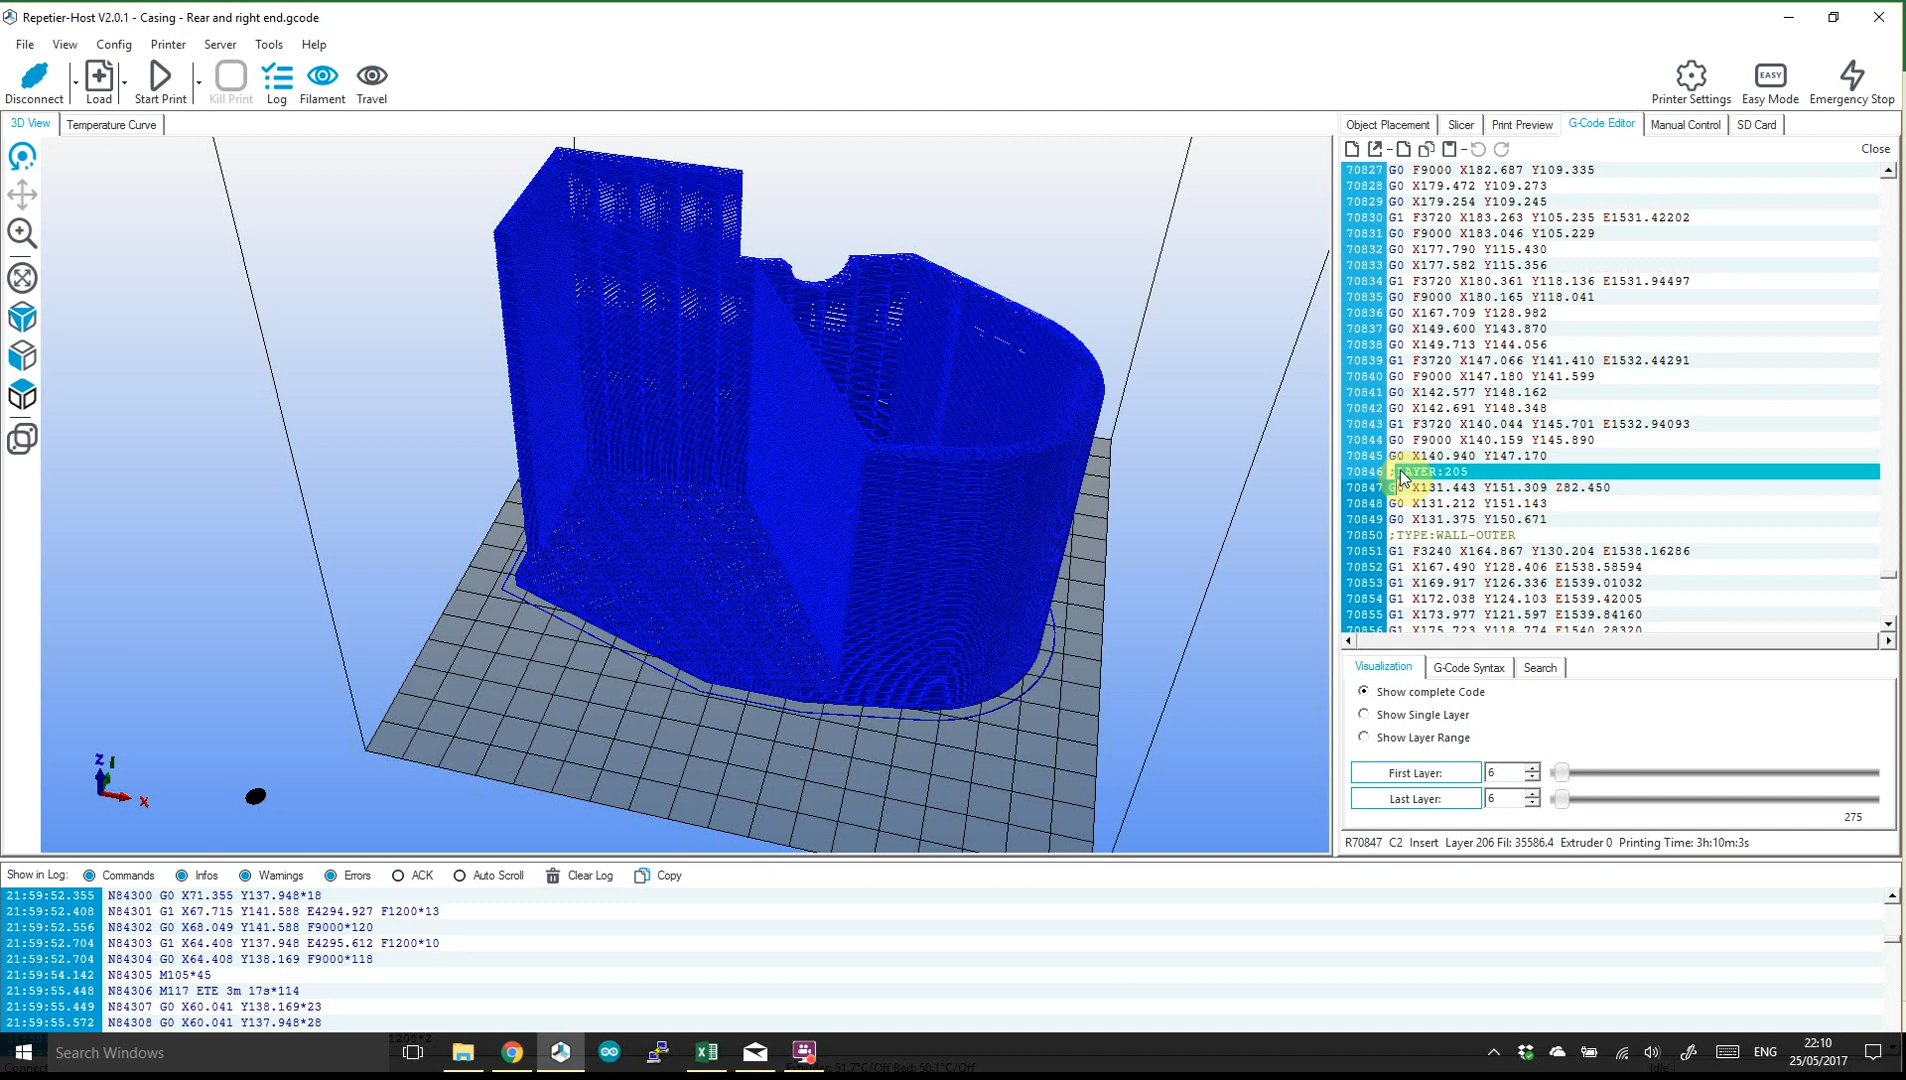 Repetier-Host V2.0.1 - Casing - Rear and right end.gcode
File View Config Printer Server Tools Help
Disconnect Load Start Print Kill Print Log Filament Travel
Printer Settings EASY Easy Mode Emergency Stop
3D View Temperature Curve
Object Placement Slicer Print Preview G-Code Editor Manual Control SD Card
Close
70827 G0 F9000 X182.687 Y109.335
70828 G0 X179.472 Y109.273
70829 G0 X179.254 Y109.245
70830 G1 F3720 X183.263 Y105.235 E1531.42202
70831 G0 F9000 X183.046 Y105.229
70832 G0 X177.790 Y115.430
70833 G0 X177.582 Y115.356
70834 G1 F3720 X180.361 Y118.136 E1531.94497
70835 G0 F9000 X180.165 Y118.041
70836 G0 X167.709 Y128.982
70837 G0 X149.600 Y143.870
70838 G0 X149.713 Y144.056
70839 G1 F3720 X147.066 Y141.410 E1532.44291
70840 G0 F9000 X147.180 Y141.599
70841 G0 X142.577 Y148.162
70842 G0 X142.691 Y148.348
70843 G1 F3720 X140.044 Y145.701 E1532.94093
70844 G0 F9000 X140.159 Y145.890
70845 G0 X140.940 Y147.170
70846 ;LAYER:205
70847 G0 X131.443 Y151.309 Z82.450
70848 G0 X131.212 Y151.143
70849 G0 X131.375 Y150.671
70850 ;TYPE:WALL-OUTER
70851 G1 F3240 X164.867 Y130.204 E1538.16286
70852 G1 X167.490 Y128.406 E1538.58594
70853 G1 X169.917 Y126.336 E1539.01032
70854 G1 X172.038 Y124.103 E1539.42005
70855 G1 X173.977 Y121.597 E1539.84160
70856 G1 X175.723 Y118.774 E1540.28320
Visualization G-Code Syntax Search
Show complete Code
Show Single Layer
Show Layer Range
First Layer: 6
Last Layer: 6
275
R70847 C2 Insert Layer 206 Fil: 35586.4 Extruder 0 Printing Time: 3h:10m:3s
Z
X
Show in Log: Commands Infos Warnings Errors ACK Auto Scroll Clear Log Copy
21:59:52.355 N84300 G0 X71.355 Y137.948*18
21:59:52.408 N84301 G1 X67.715 Y141.588 E4294.927 F1200*13
21:59:52.556 N84302 G0 X68.049 Y141.588 F9000*120
21:59:52.704 N84303 G1 X64.408 Y137.948 E4295.612 F1200*10
21:59:52.704 N84304 G0 X64.408 Y138.169 F9000*118
21:59:54.142 N84305 M105*45
21:59:55.448 N84306 M117 ETE 3m 17s*114
21:59:55.449 N84307 G0 X60.041 Y138.169*23
21:59:55.572 N84308 G0 X60.041 Y137.948*28
Search Windows
ENG
22:10
25/05/2017